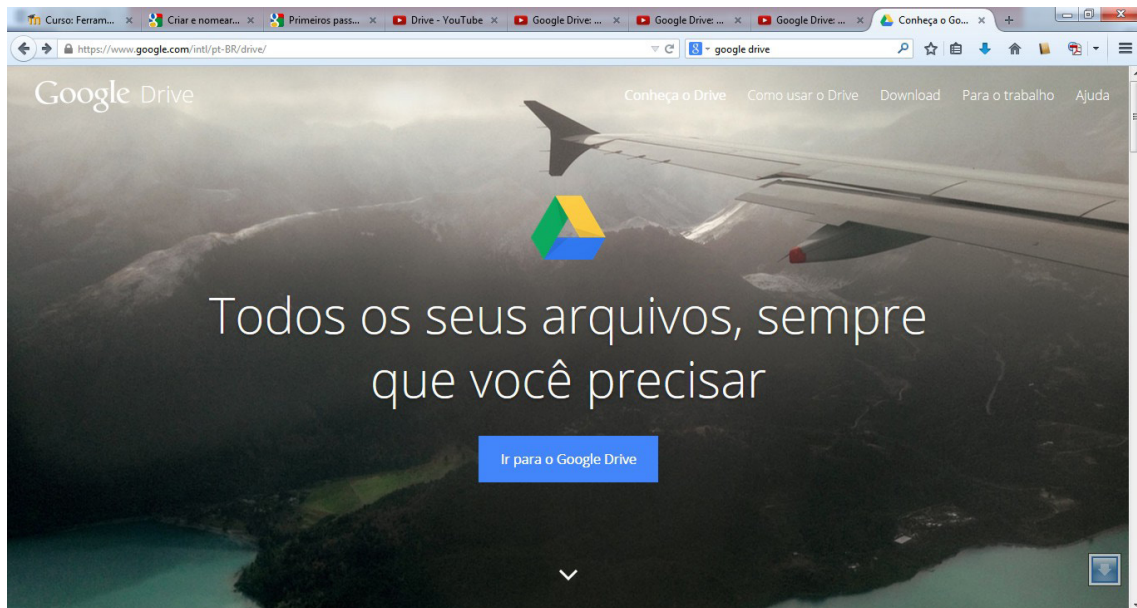 Curso: Ferram...
Criar e nomear...
Primeiros pass...
Drive - YouTube
Google Drive: ...
Google Drive: ...
Google Drive: ...
Conheça o Go...
https://www.google.com/intl/pt-BR/drive/
google drive
Google Drive
Conheça o Drive
Como usar o Drive
Download
Para o trabalho
Ajuda
Todos os seus arquivos, sempre
que você precisar
Ir para o Google Drive